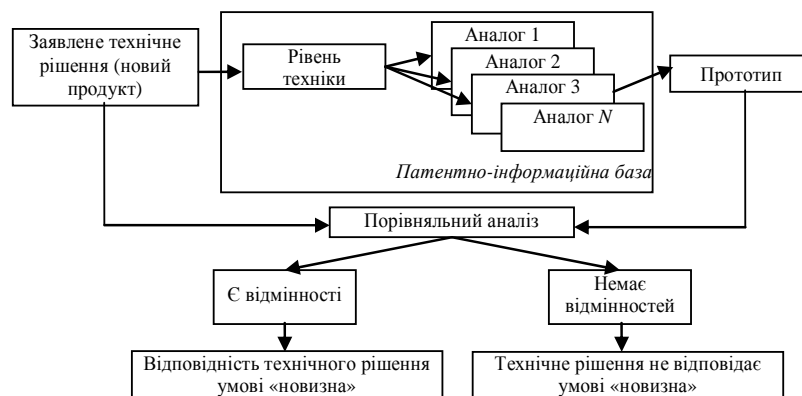 Заявлене технічне
рішення (новий
продукт)
Рівень
техніки
Аналог 1
Аналог 2
Аналог 3
Аналог N
Прототип
Патентно-інформаційна база
Порівняльний аналіз
Є відмінності
Немає
відмінностей
Відповідність технічного рішення
умові «новизна»
Технічне рішення не відповідає
умові «новизна»